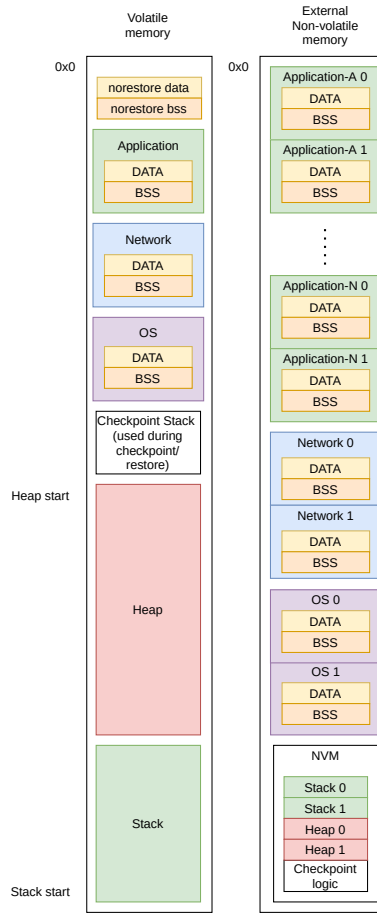 Volatile
memory
0x0
norestore data
norestore bss
Application
DATA
BSS
Network
DATA
BSS
OS
DATA
BSS
Checkpoint Stack
(used during
checkpoint/
restore)
Heap start
Heap
Stack
Stack start
External
Non-volatile
memory
0x0
Application-A 0
DATA
BSS
Application-A 1
DATA
BSS
Application-N 0
DATA
BSS
Application-N 1
DATA
BSS
Network 0
DATA
BSS
Network 1
DATA
BSS
OS 0
DATA
BSS
OS 1
DATA
BSS
NVM
Stack 0
Stack 1
Heap 0
Heap 1
Checkpoint
logic